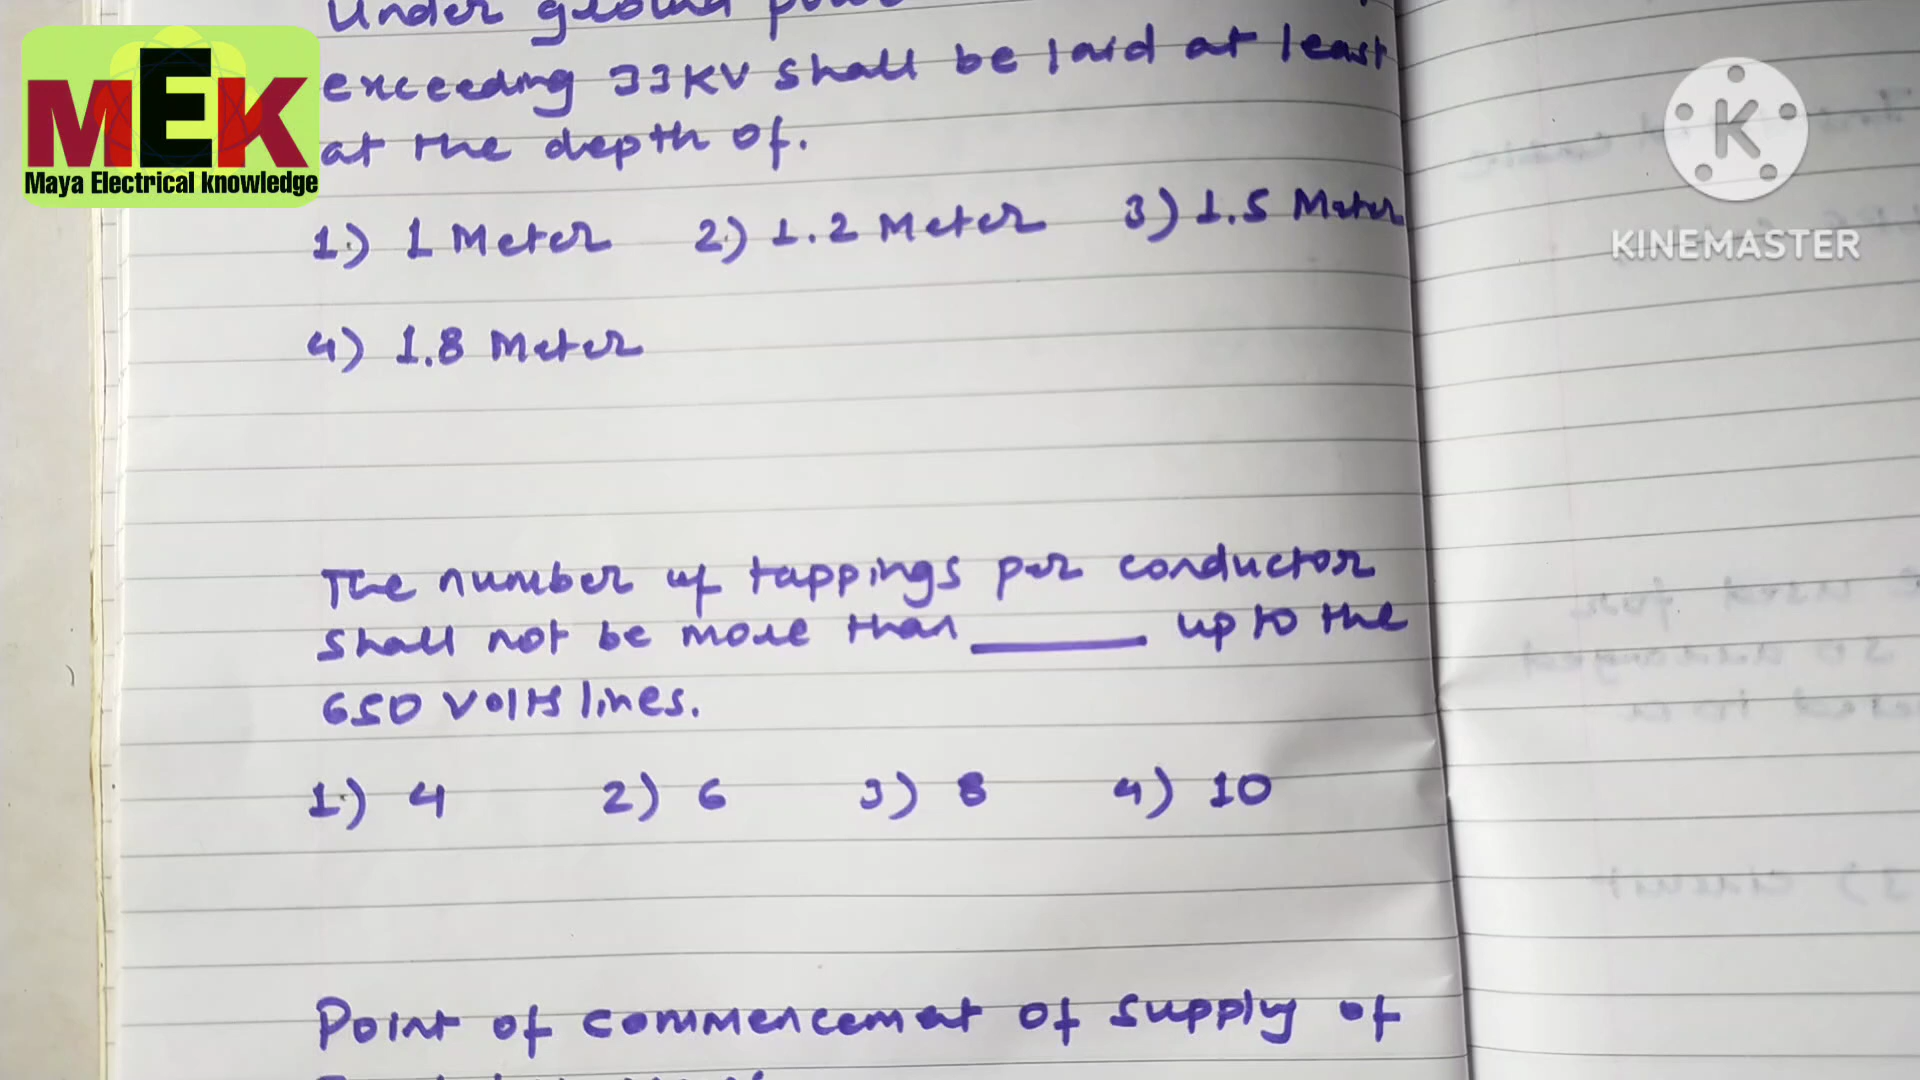 Under ground
exceeding 33KV shall be laid at least
at the depth of.
1) 1 Meter 2) 1.2 Meter 3) 1.5 Meter
4) 1.8 Meter
The number of tappings per conductor
shall not be more than ______ up to the
650 Volts lines.
1) 4 2) 6 3) 8 4) 10
Point of commencement of supply of
MEK
Maya Electrical knowledge
K
KINEMASTER